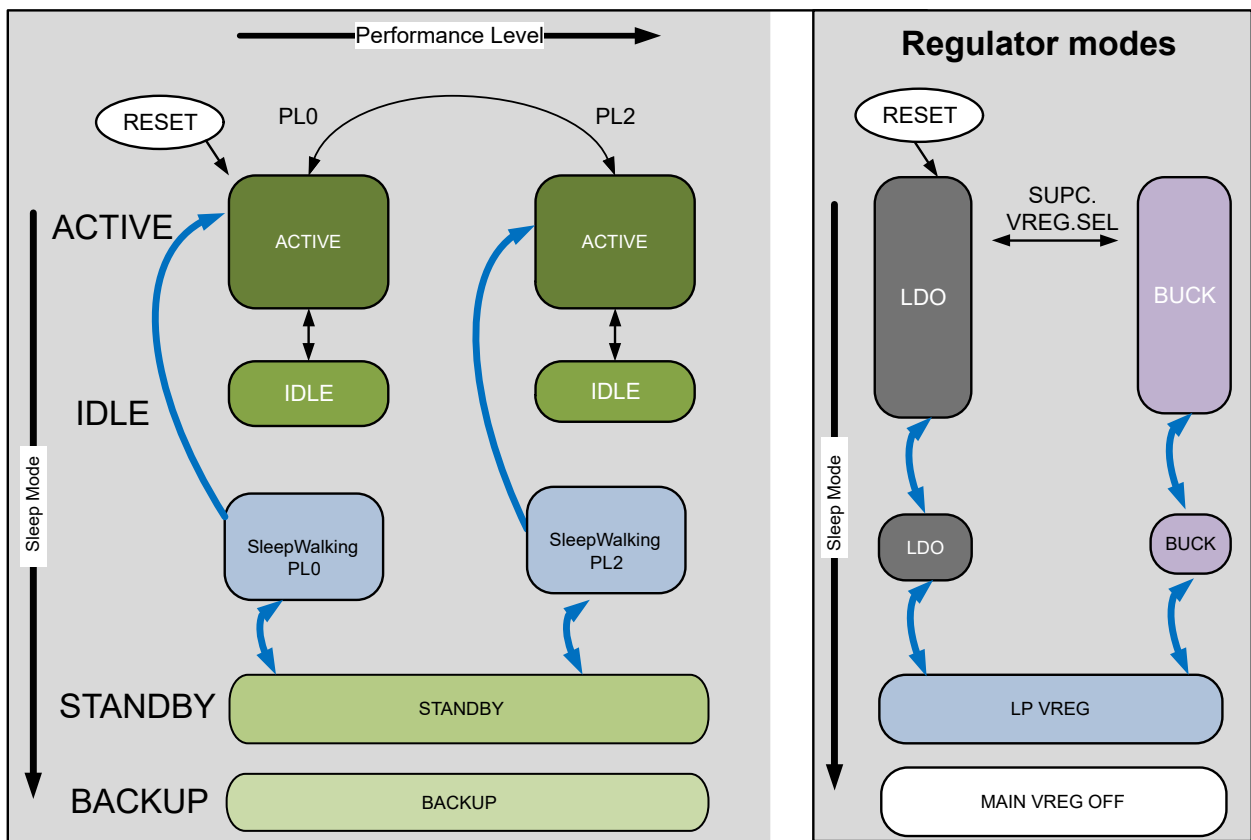 Performance Level
RESET
PL0
PL2
ACTIVE
ACTIVE
ACTIVE
IDLE
IDLE
IDLE
Sleep Mode
SleepWalking
PL0
SleepWalking
PL2
STANDBY
STANDBY
BACKUP
BACKUP
Regulator modes
RESET
SUPC.
VREG.SEL
LDO
BUCK
Sleep Mode
LDO
BUCK
LP VREG
MAIN VREG OFF